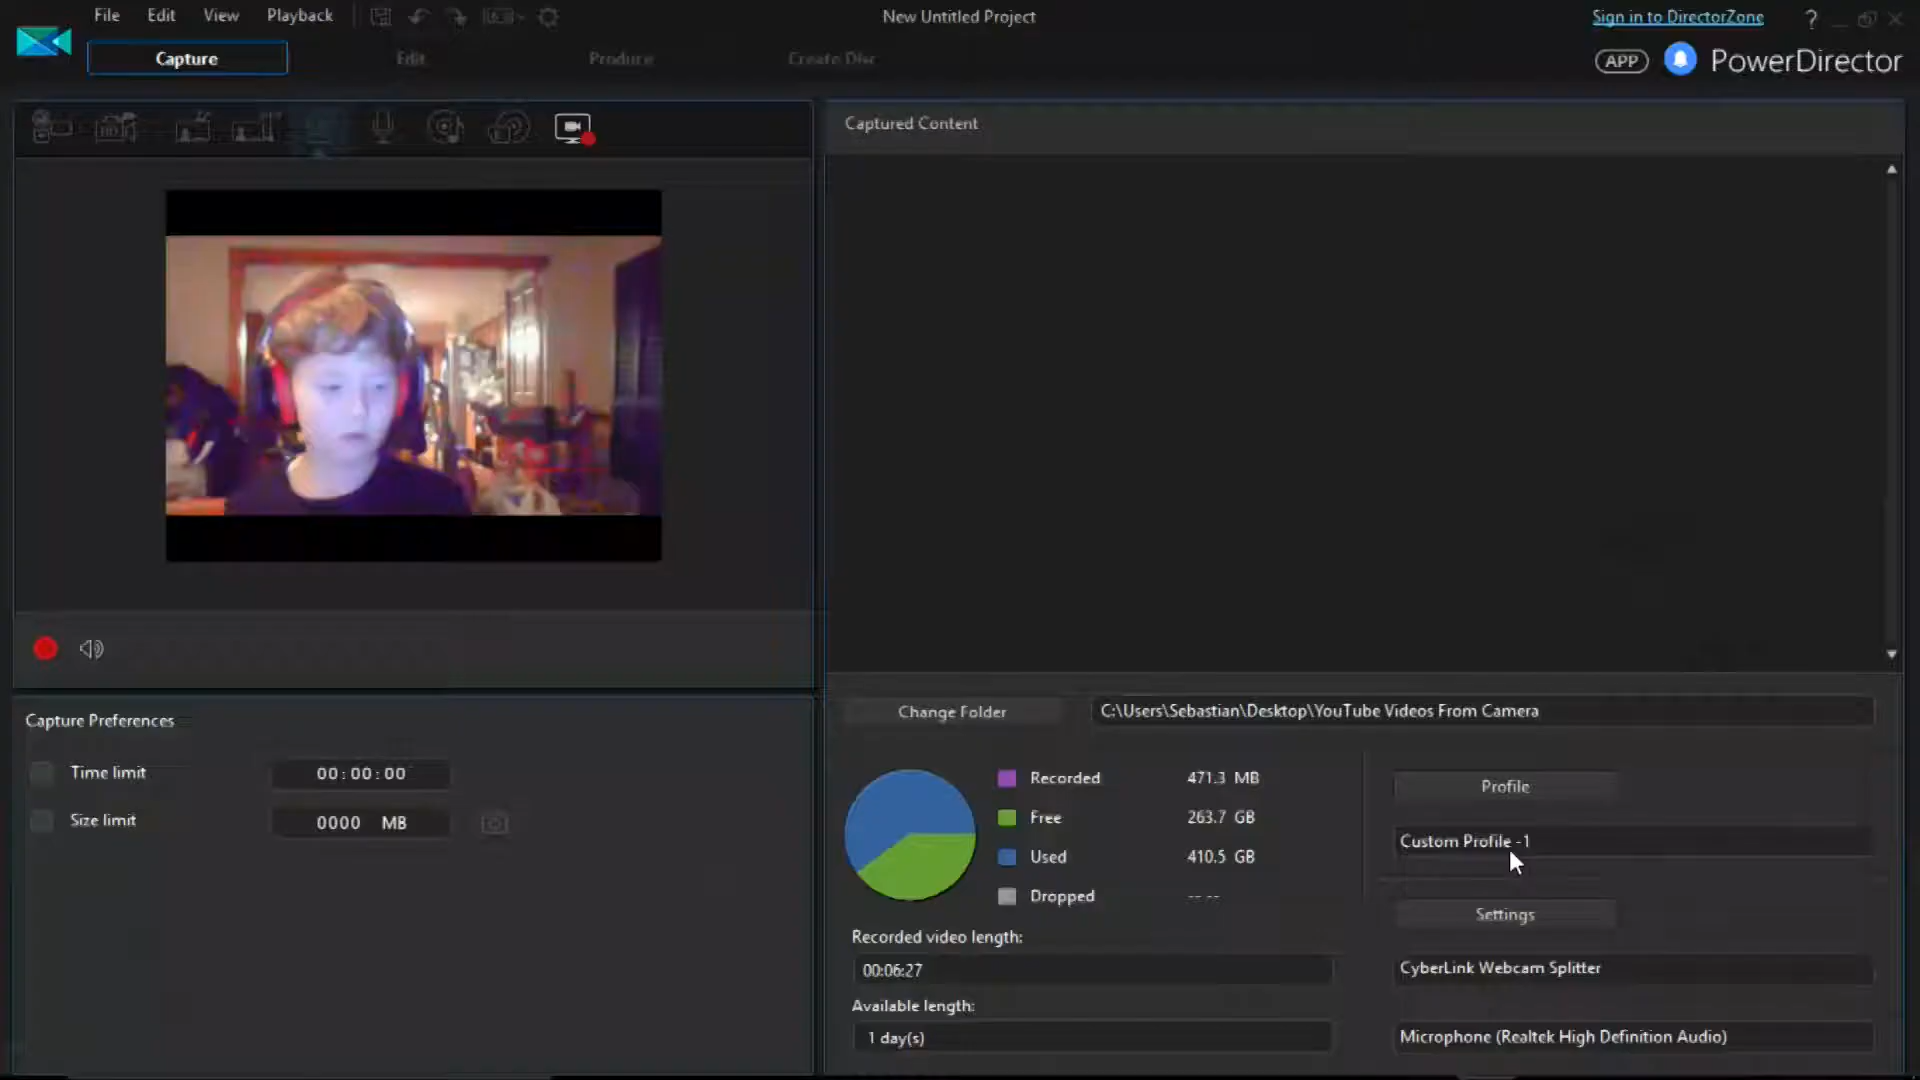 File Edit View Playback
New Untitled Project
Sign in to DirectorZone ?
Capture Edit Produce Create Disc
APP PowerDirector
Captured Content
Capture Preferences
Time limit 00:00:00
Size limit 0000 MB
Change Folder C:\Users\Sebastian\Desktop\YouTube Videos From Camera
Recorded 471.3 MB
Free 263.7 GB
Used 410.5 GB
Dropped -- --
Recorded video length:
00:06:27
Available length:
1 day(s)
Profile
Custom Profile -1
Settings
CyberLink Webcam Splitter
Microphone (Realtek High Definition Audio)